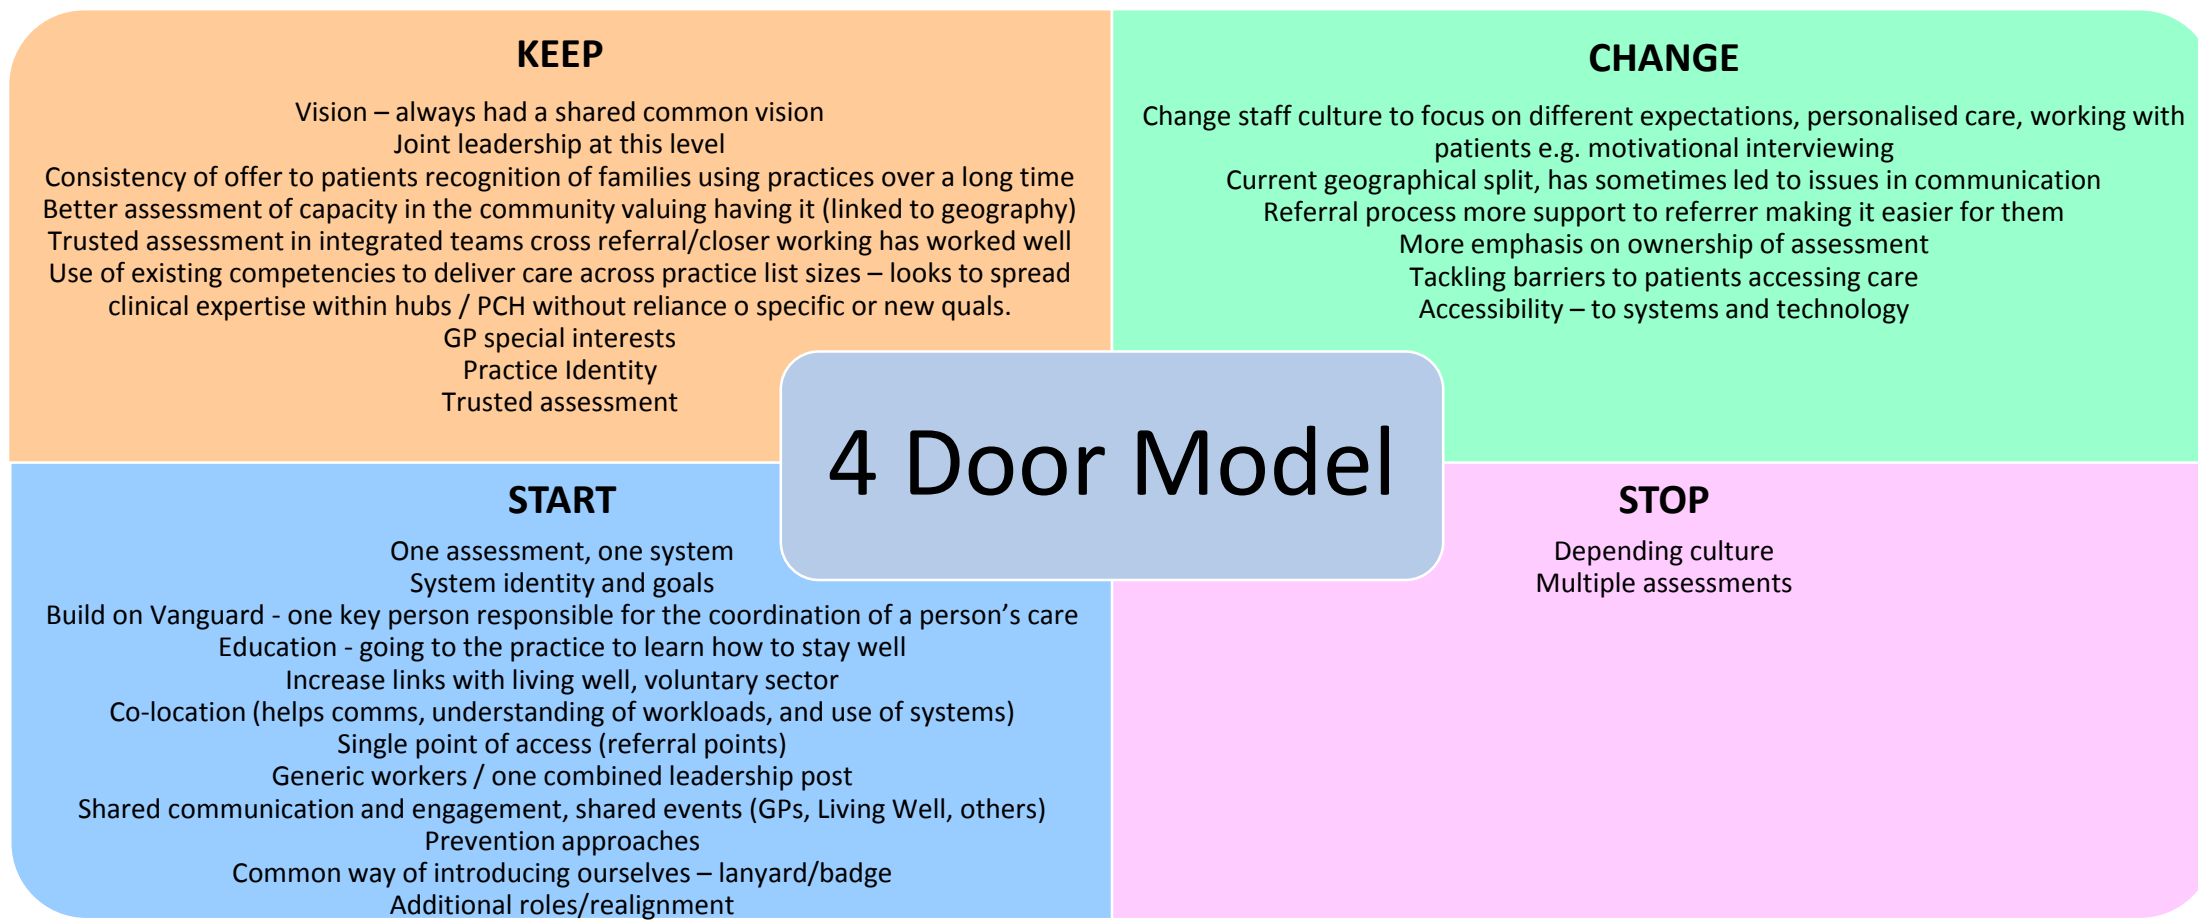 KEEP
Vision – always had a shared common vision
Joint leadership at this level
Consistency of offer to patients recognition of families using practices over a long time
Better assessment of capacity in the community valuing having it (linked to geography)
Trusted assessment in integrated teams cross referral/closer working has worked well
Use of existing competencies to deliver care across practice list sizes – looks to spread
clinical expertise within hubs / PCH without reliance o specific or new quals.
GP special interests
Practice Identity
Trusted assessment
CHANGE
Change staff culture to focus on different expectations, personalised care, working with
patients e.g. motivational interviewing
Current geographical split, has sometimes led to issues in communication
Referral process more support to referrer making it easier for them
More emphasis on ownership of assessment
Tackling barriers to patients accessing care
Accessibility – to systems and technology
4 Door Model
START
One assessment, one system
System identity and goals
Build on Vanguard - one key person responsible for the coordination of a person’s care
Education - going to the practice to learn how to stay well
Increase links with living well, voluntary sector
Co-location (helps comms, understanding of workloads, and use of systems)
Single point of access (referral points)
Generic workers / one combined leadership post
Shared communication and engagement, shared events (GPs, Living Well, others)
Prevention approaches
Common way of introducing ourselves – lanyard/badge
Additional roles/realignment
STOP
Depending culture
Multiple assessments